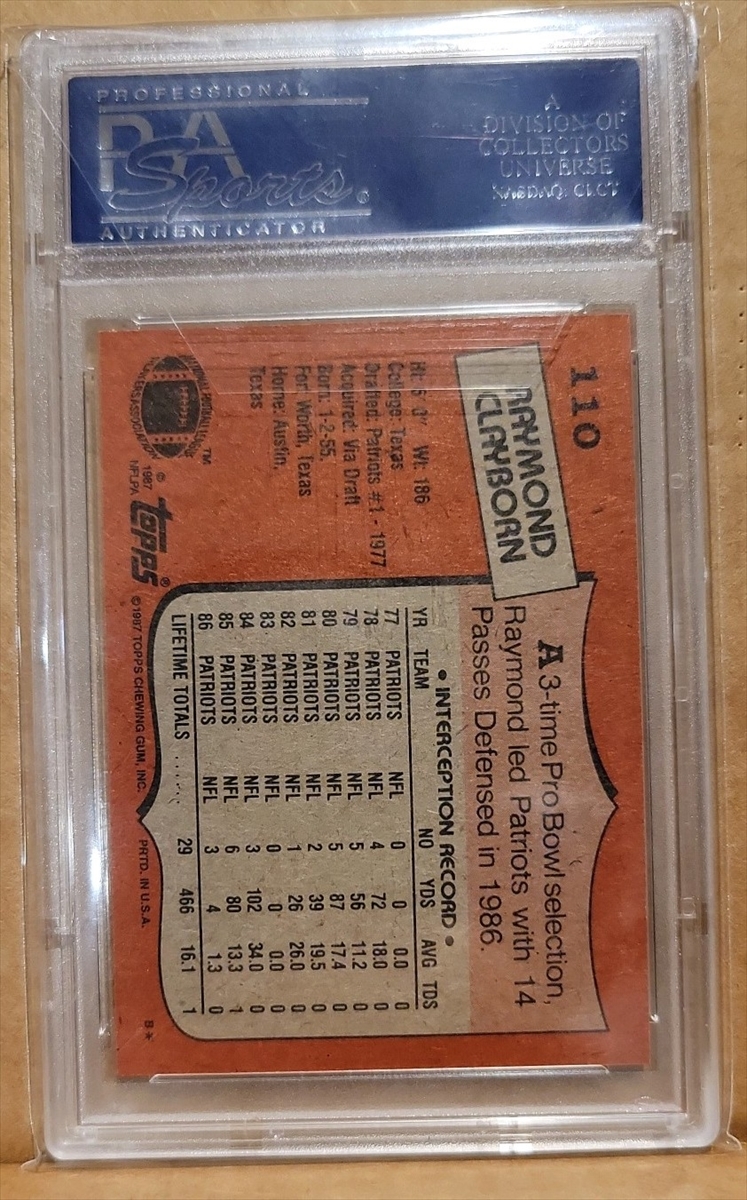 PROFESSIONAL
PSA
Sports
AUTHENTICATOR
A
DIVISION OF
COLLECTORS
UNIVERSE
NASDAQ: CLCT
110
RAYMOND
CLAYBORN
Ht: 6' 0" Wt: 186
College: Texas
Drafted: Patriots #1 - 1977
Acquired: Via Draft
Born: 1-2-55,
Fort Worth, Texas
Home: Austin,
Texas
NATIONAL FOOTBALL LEAGUE
PLAYERS ASSOCIATION
TM
© 1987
NFLPA
TOPPS®
© 1987 TOPPS CHEWING GUM, INC.
PRTD. IN U.S.A.
B*
A 3-time Pro Bowl selection,
Raymond led Patriots with 14
Passes Defensed in 1986.
• INTERCEPTION RECORD •
YR TEAM NO YDS AVG TDS
77 PATRIOTS NFL 0 0 0.0 0
78 PATRIOTS NFL 4 72 18.0 0
79 PATRIOTS NFL 5 56 11.2 0
80 PATRIOTS NFL 5 87 17.4 0
81 PATRIOTS NFL 2 39 19.5 0
82 PATRIOTS NFL 1 26 26.0 0
83 PATRIOTS NFL 0 0 0.0 0
84 PATRIOTS NFL 3 102 34.0 0
85 PATRIOTS NFL 6 80 13.3 1
86 PATRIOTS NFL 3 4 1.3 0
LIFETIME TOTALS ..... 29 466 16.1 1